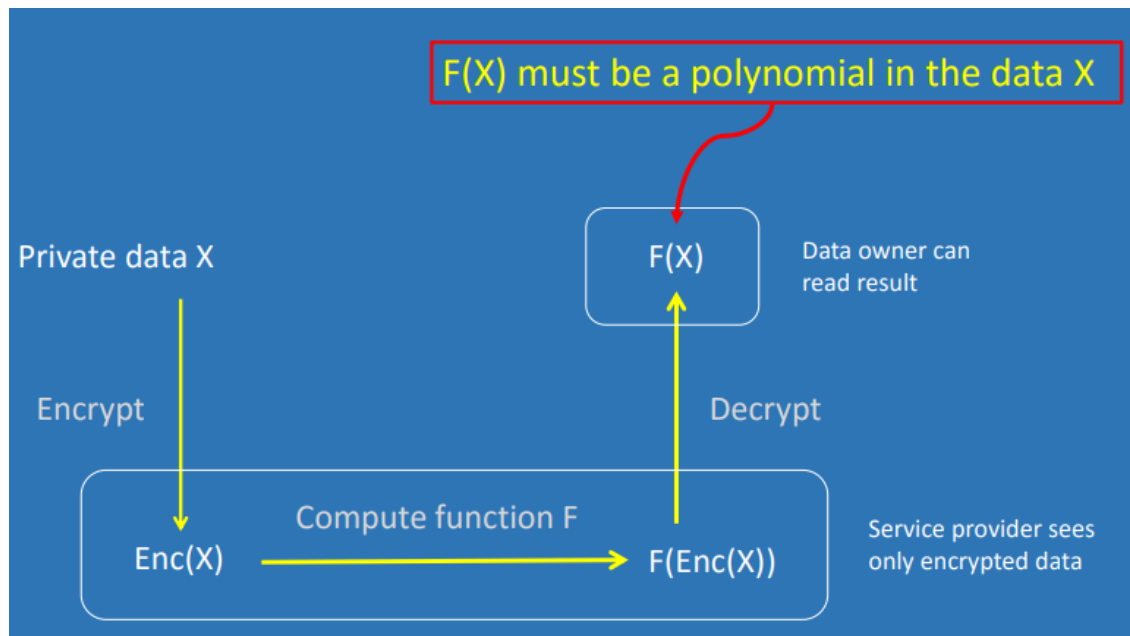 F(X) must be a polynomial in the data X
Private data X
F(X)
Data owner can
read result
Encrypt
Decrypt
Compute function F
Enc(X)
F(Enc(X))
Service provider sees
only encrypted data